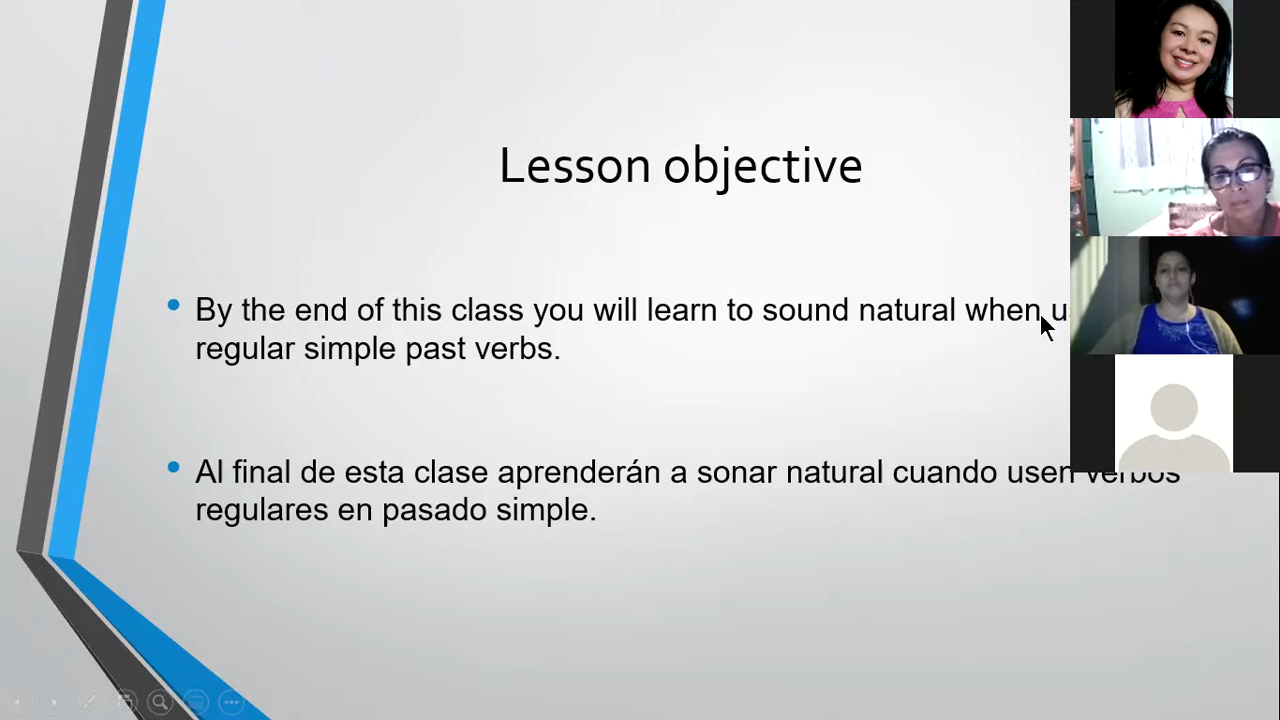 Lesson objective
By the end of this class you will learn to sound natural when
regular simple past verbs.
Al final de esta clase aprenderán a sonar natural cuando usen verbos
regulares en pasado simple.